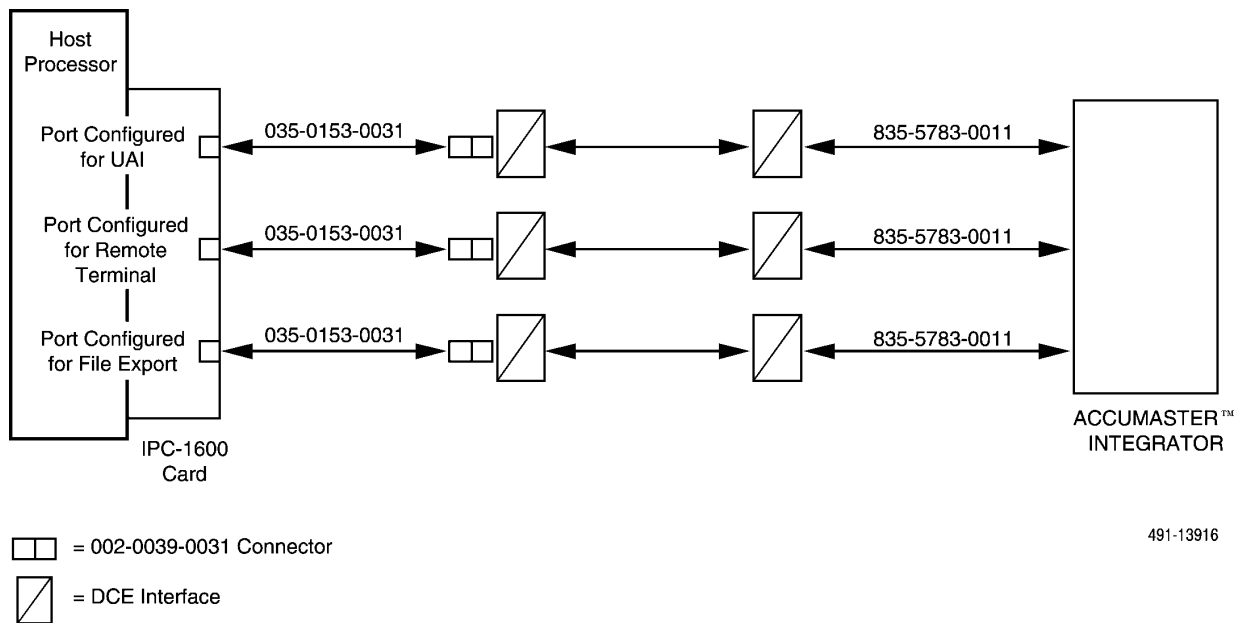 Host
Processor
Port Configured
for UAI
035-0153-0031
835-5783-0011
Port Configured
for Remote
Terminal
035-0153-0031
835-5783-0011
Port Configured
for File Export
035-0153-0031
835-5783-0011
IPC-1600
Card
ACCUMASTER™
INTEGRATOR
491-13916
= 002-0039-0031 Connector
= DCE Interface